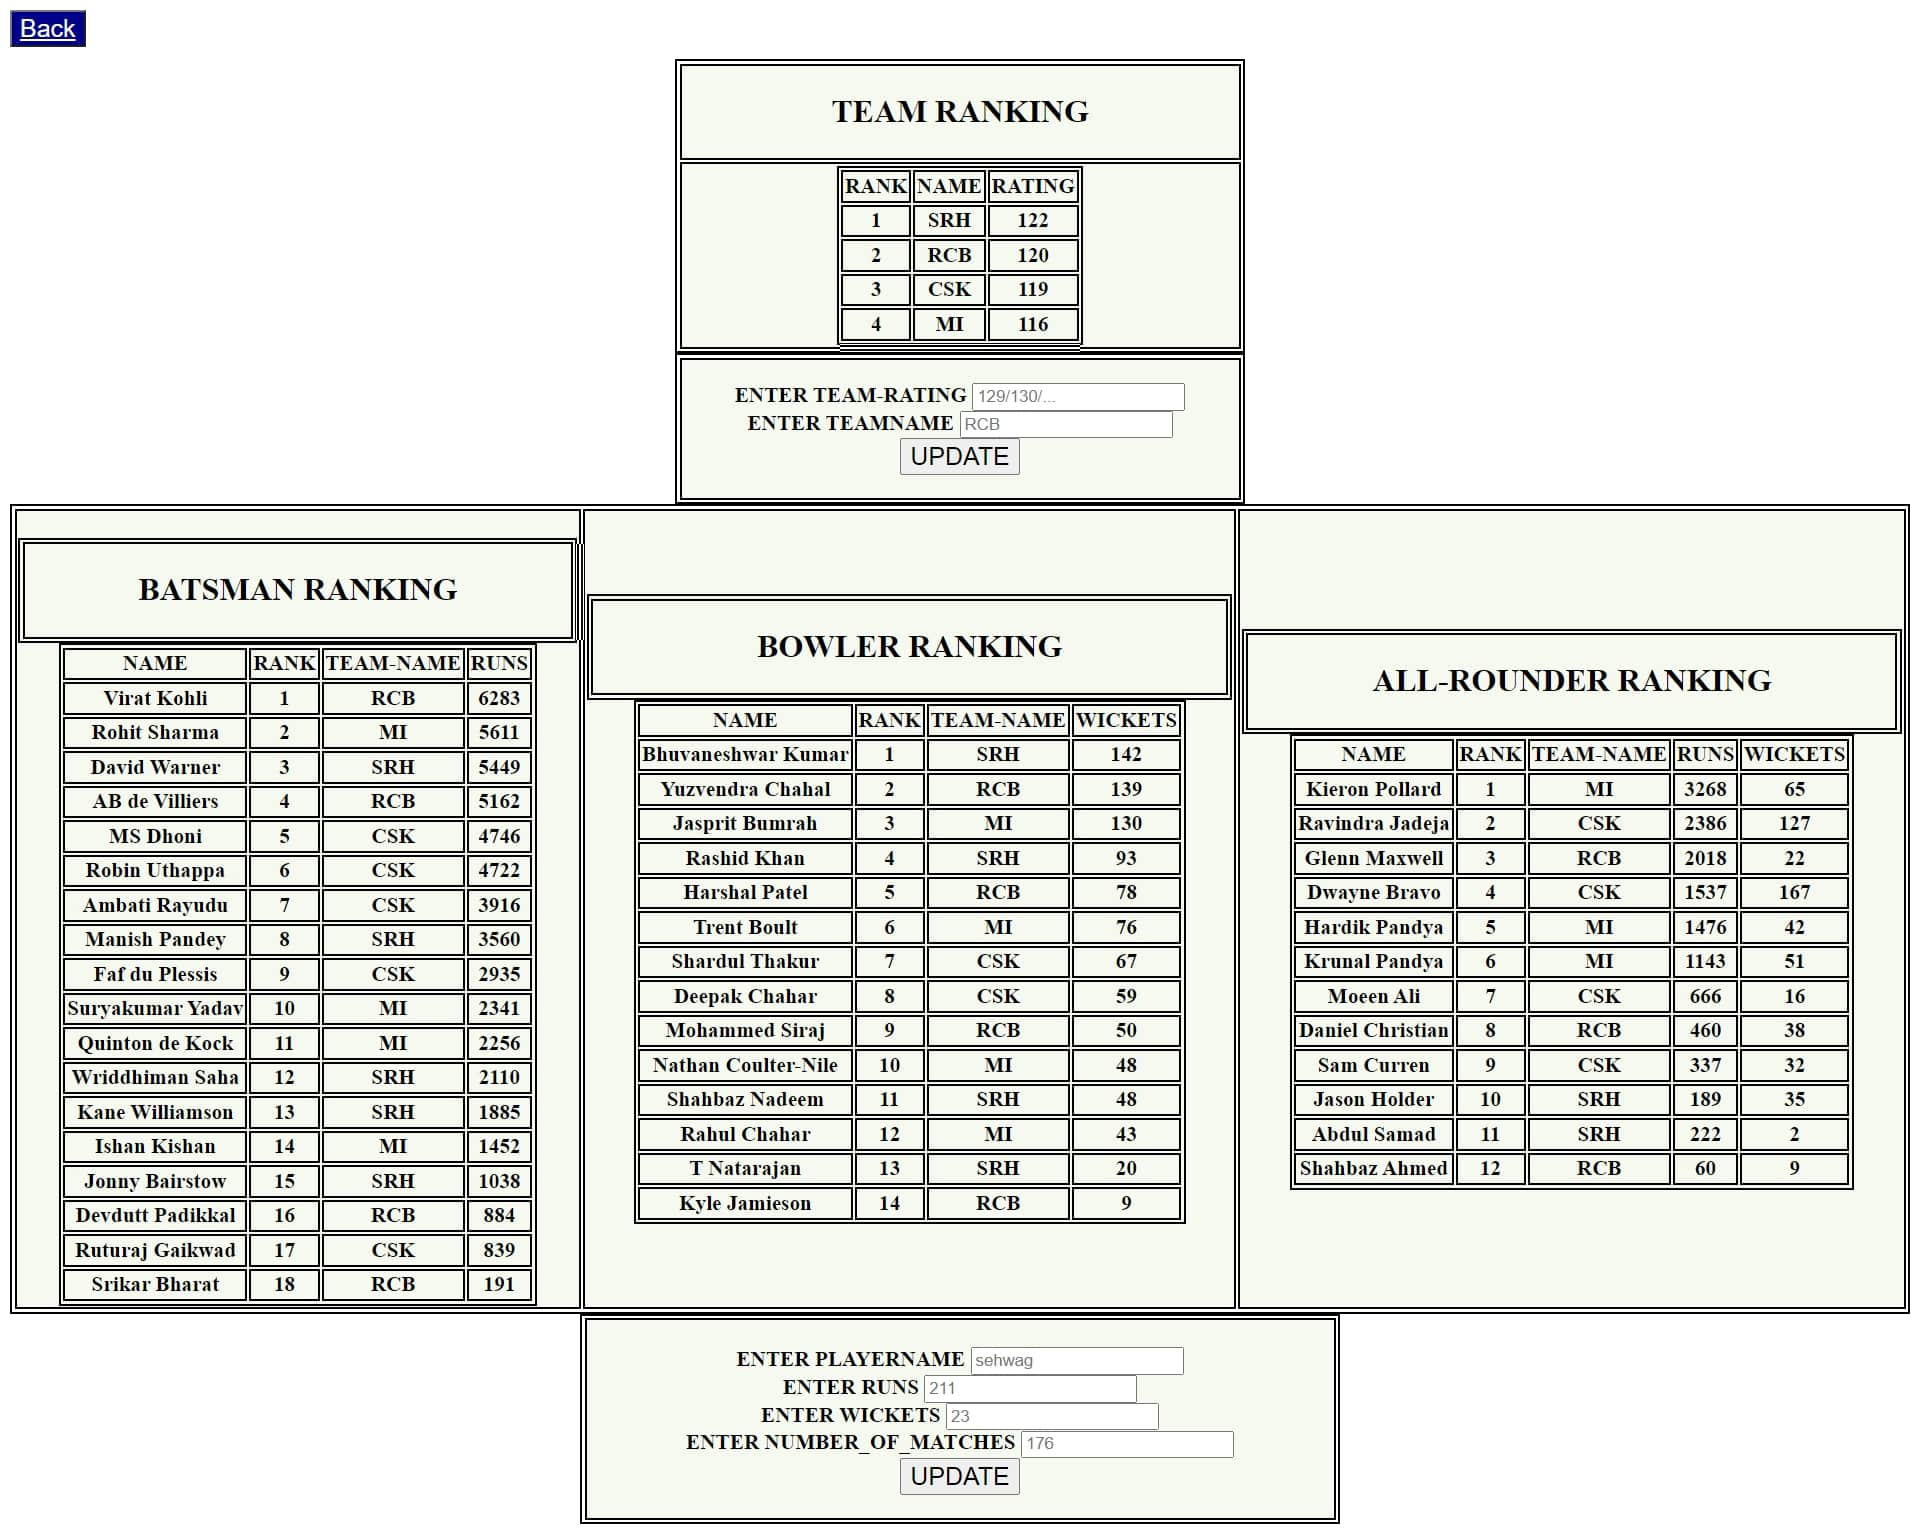 Back
TEAM RANKING
RANK NAME RATING
1 SRH 122
2 RCB 120
3 CSK 119
4 MI 116
ENTER TEAM-RATING 129/130/...
ENTER TEAMNAME RCB
UPDATE
BATSMAN RANKING
NAME RANK TEAM-NAME RUNS
Virat Kohli 1 RCB 6283
Rohit Sharma 2 MI 5611
David Warner 3 SRH 5449
AB de Villiers 4 RCB 5162
MS Dhoni 5 CSK 4746
Robin Uthappa 6 CSK 4722
Ambati Rayudu 7 CSK 3916
Manish Pandey 8 SRH 3560
Faf du Plessis 9 CSK 2935
Suryakumar Yadav 10 MI 2341
Quinton de Kock 11 MI 2256
Wriddhiman Saha 12 SRH 2110
Kane Williamson 13 SRH 1885
Ishan Kishan 14 MI 1452
Jonny Bairstow 15 SRH 1038
Devdutt Padikkal 16 RCB 884
Ruturaj Gaikwad 17 CSK 839
Srikar Bharat 18 RCB 191
BOWLER RANKING
NAME RANK TEAM-NAME WICKETS
Bhuvaneshwar Kumar 1 SRH 142
Yuzvendra Chahal 2 RCB 139
Jasprit Bumrah 3 MI 130
Rashid Khan 4 SRH 93
Harshal Patel 5 RCB 78
Trent Boult 6 MI 76
Shardul Thakur 7 CSK 67
Deepak Chahar 8 CSK 59
Mohammed Siraj 9 RCB 50
Nathan Coulter-Nile 10 MI 48
Shahbaz Nadeem 11 SRH 48
Rahul Chahar 12 MI 43
T Natarajan 13 SRH 20
Kyle Jamieson 14 RCB 9
ALL-ROUNDER RANKING
NAME RANK TEAM-NAME RUNS WICKETS
Kieron Pollard 1 MI 3268 65
Ravindra Jadeja 2 CSK 2386 127
Glenn Maxwell 3 RCB 2018 22
Dwayne Bravo 4 CSK 1537 167
Hardik Pandya 5 MI 1476 42
Krunal Pandya 6 MI 1143 51
Moeen Ali 7 CSK 666 16
Daniel Christian 8 RCB 460 38
Sam Curren 9 CSK 337 32
Jason Holder 10 SRH 189 35
Abdul Samad 11 SRH 222 2
Shahbaz Ahmed 12 RCB 60 9
ENTER PLAYERNAME sehwag
ENTER RUNS 211
ENTER WICKETS 23
ENTER NUMBER_OF_MATCHES 176
UPDATE